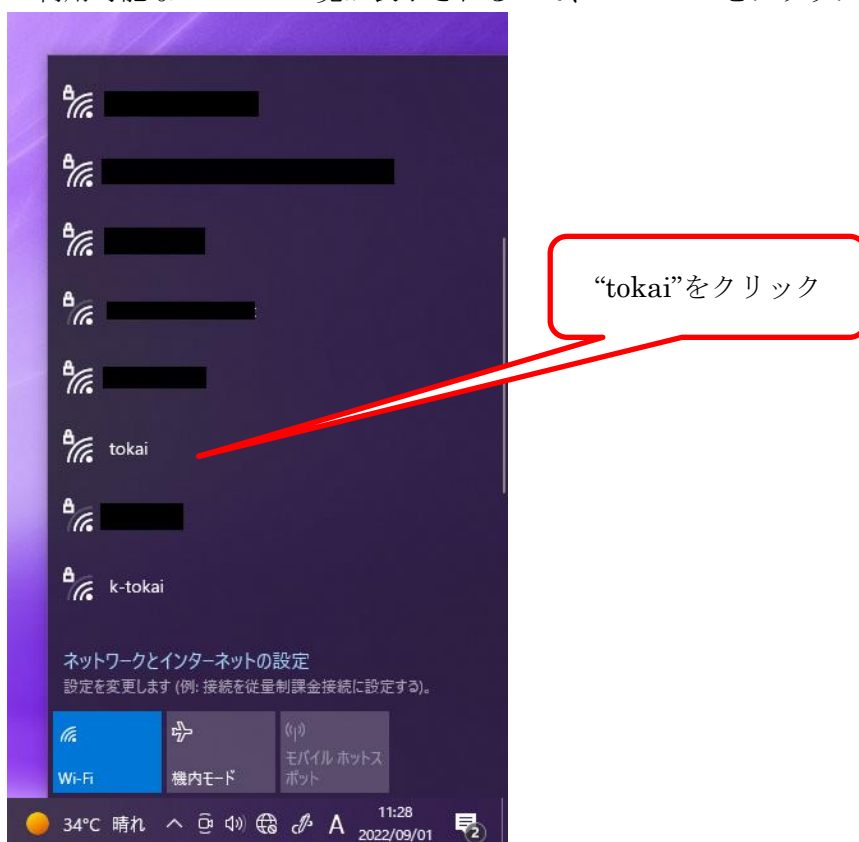 “tokai”をクリック
tokai
k-tokai
ネットワークとインターネットの設定
設定を変更します (例: 接続を従量制課金接続に設定する)。
Wi-Fi
機内モード
モバイル ホットス
ポット
34°C 晴れ
A
11:28
2022/09/01
2